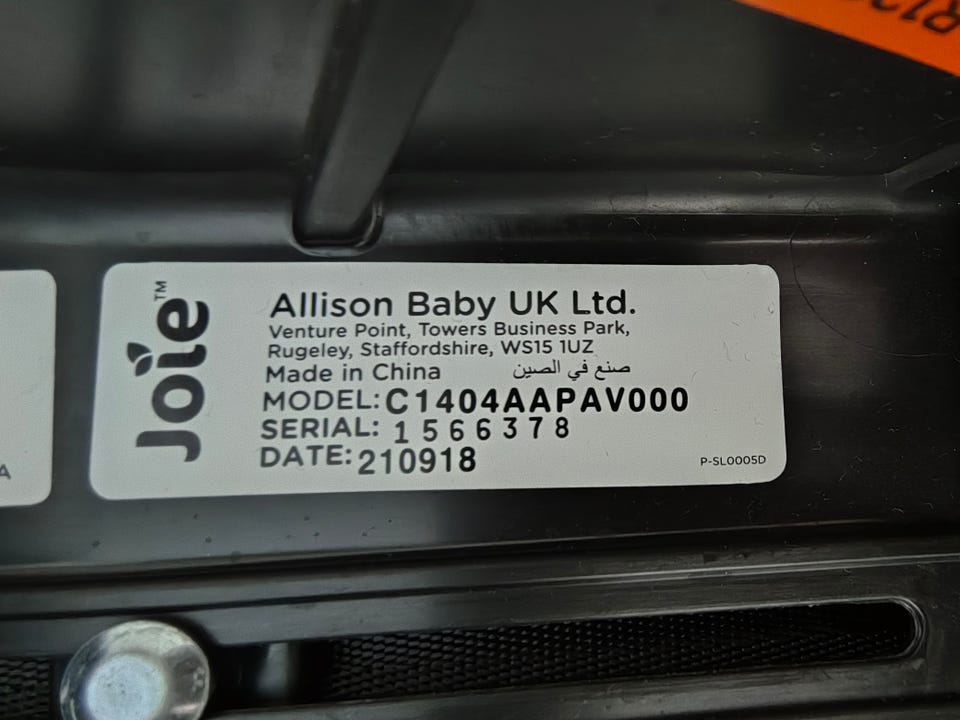 Joie™
Allison Baby UK Ltd.
Venture Point, Towers Business Park,
Rugeley, Staffordshire, WS15 1UZ
Made in China صنع في الصين
MODEL: C1404AAPAV000
SERIAL: 1566378
DATE: 210918
P-SL0005D
A